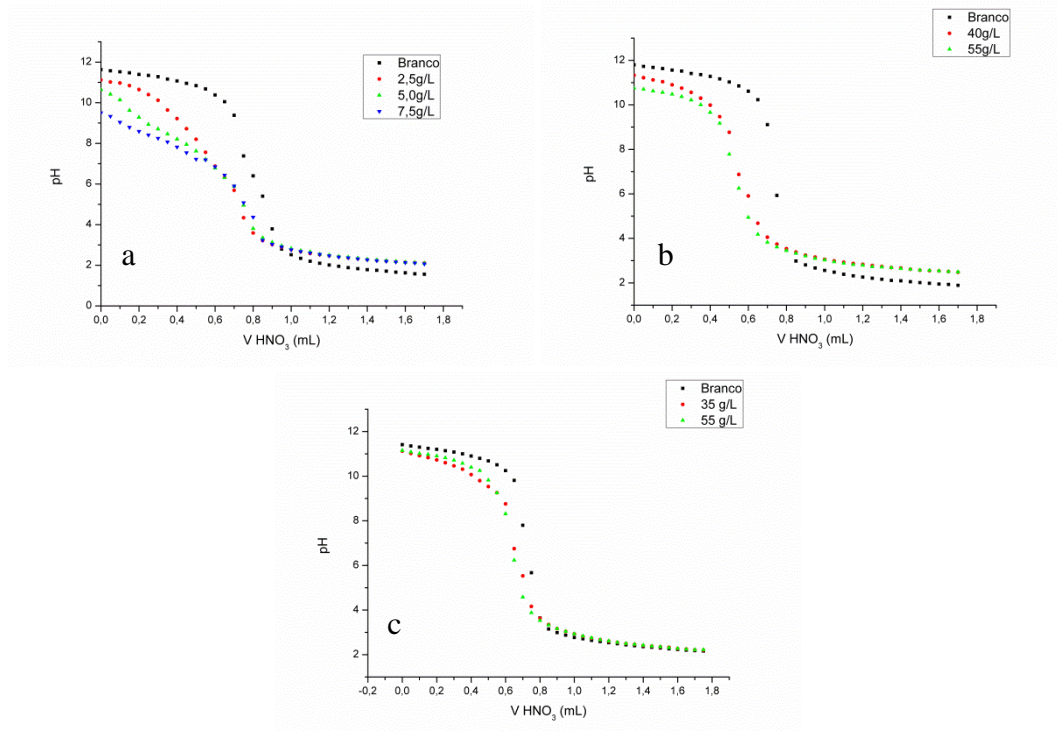 Branco
2,5g/L
5,0g/L
7,5g/L
12
10
8
6
4
2
0
pH
a
0,0 0,2 0,4 0,6 0,8 1,0 1,2 1,4 1,6 1,8
V HNO₃ (mL)
Branco
40g/L
55g/L
12
10
8
6
4
2
pH
b
0,0 0,2 0,4 0,6 0,8 1,0 1,2 1,4 1,6 1,8
V HNO₃ (mL)
Branco
35 g/L
55 g/L
12
10
8
6
4
2
pH
c
-0,2 0,0 0,2 0,4 0,6 0,8 1,0 1,2 1,4 1,6 1,8
V HNO₃ (mL)